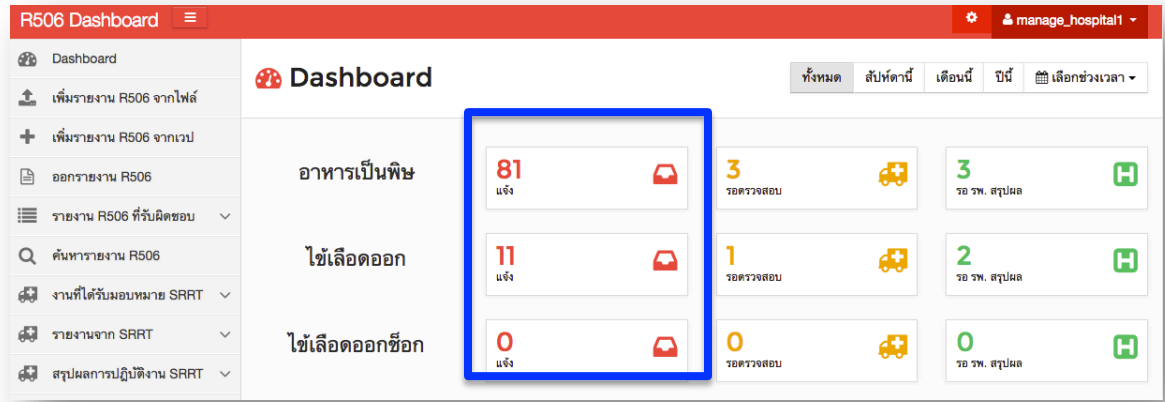 R506 Dashboard
manage_hospital1
Dashboard
เพิ่มรายงาน R506 จากไฟล์
เพิ่มรายงาน R506 จากเวป
ออกรายงาน R506
รายงาน R506 ที่รับผิดชอบ
ค้นหารายงาน R506
งานที่ได้รับมอบหมาย SRRT
รายงานจาก SRRT
สรุปผลการปฏิบัติงาน SRRT
Dashboard
ทั้งหมด สัปห์ดานี้ เดือนนี้ ปีนี้ เลือกช่วงเวลา
อาหารเป็นพิษ
81
แจ้ง
3
รอตรวจสอบ
3
รอ รพ. สรุปผล
ไข้เลือดออก
11
แจ้ง
1
รอตรวจสอบ
2
รอ รพ. สรุปผล
ไข้เลือดออกช็อก
0
แจ้ง
0
รอตรวจสอบ
0
รอ รพ. สรุปผล